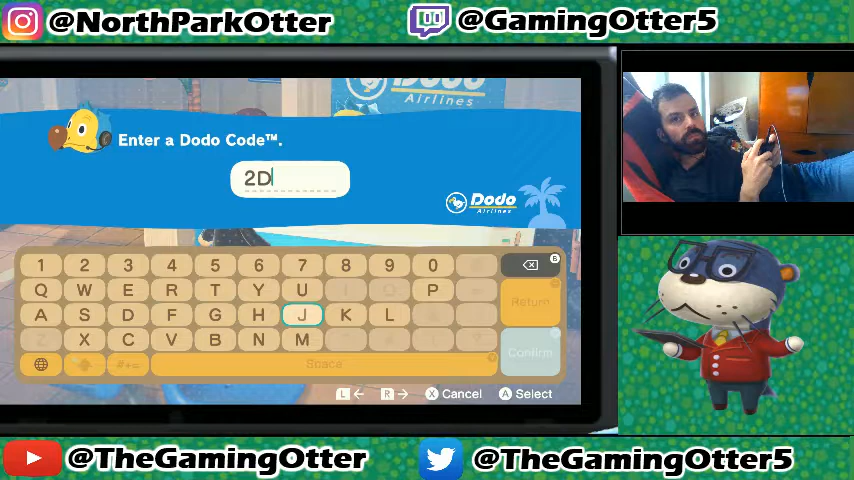 @NorthParkOtter
@GamingOtter5
Dodo
Airlines
Enter a Dodo Code™.
2D
Dodo
Airlines
1 2 3 4 5 6 7 8 9 0 B
Q W E R T Y U I O P
Return
A S D F G H J K L
Z X C V B N M
Confirm
#+=
Space
L ← R → X Cancel A Select
@TheGamingOtter
@TheGamingOtter5